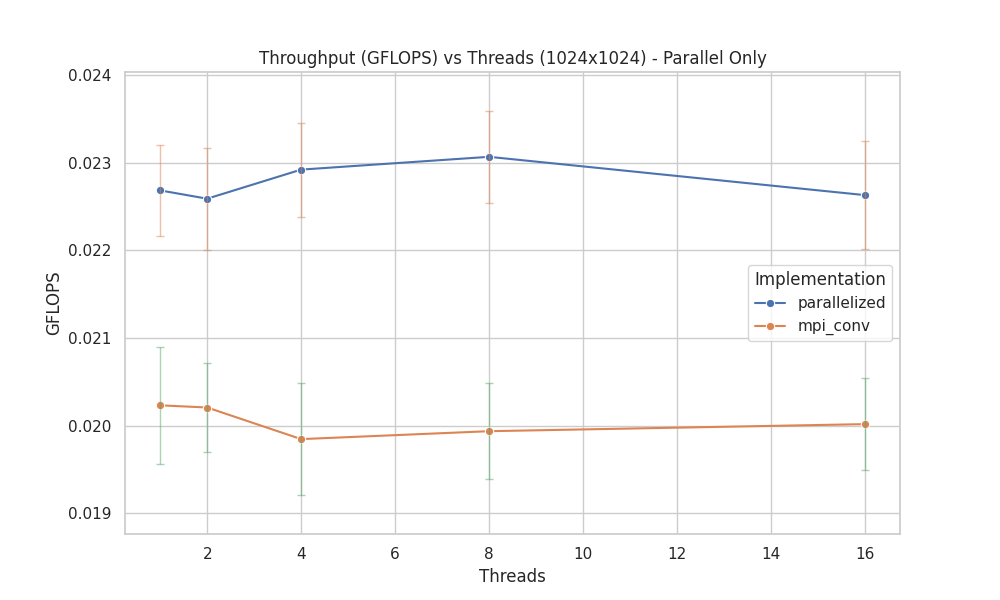 Throughput (GFLOPS) vs Threads (1024x1024) - Parallel Only
0.024
0.023
0.022
0.021
0.020
0.019
GFLOPS
Implementation
parallelized
mpi_conv
2 4 6 8 10 12 14 16
Threads